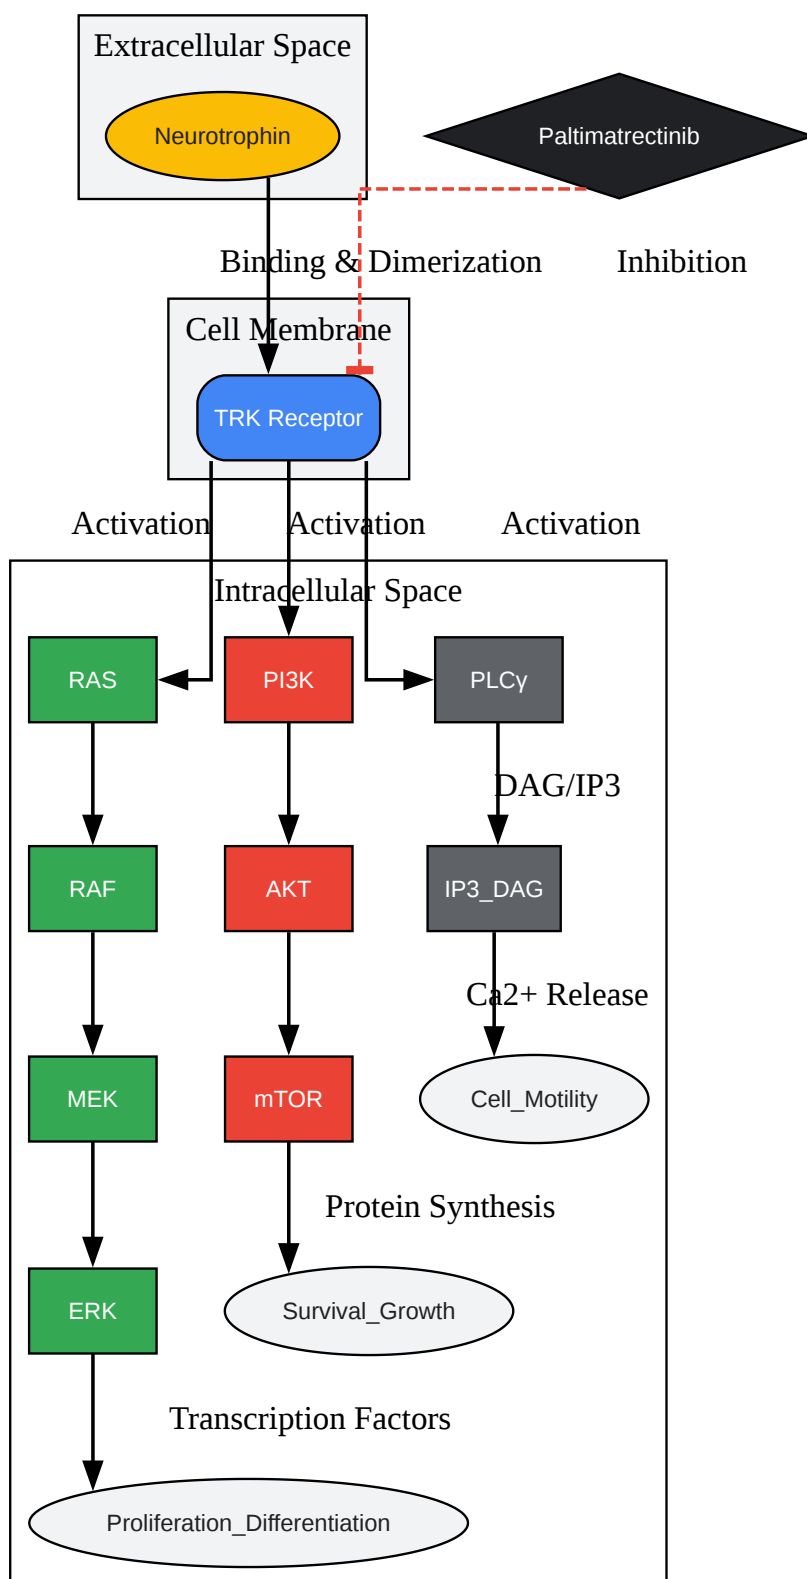 Extracellular Space
Neurotrophin
Paltimatrectinib
Binding & Dimerization
Inhibition
Cell Membrane
TRK Receptor
Activation
Activation
Activation
Intracellular Space
RAS
PI3K
PLCγ
DAG/IP3
RAF
AKT
IP3_DAG
Ca2+ Release
MEK
mTOR
Cell_Motility
Protein Synthesis
ERK
Survival_Growth
Transcription Factors
Proliferation_Differentiation